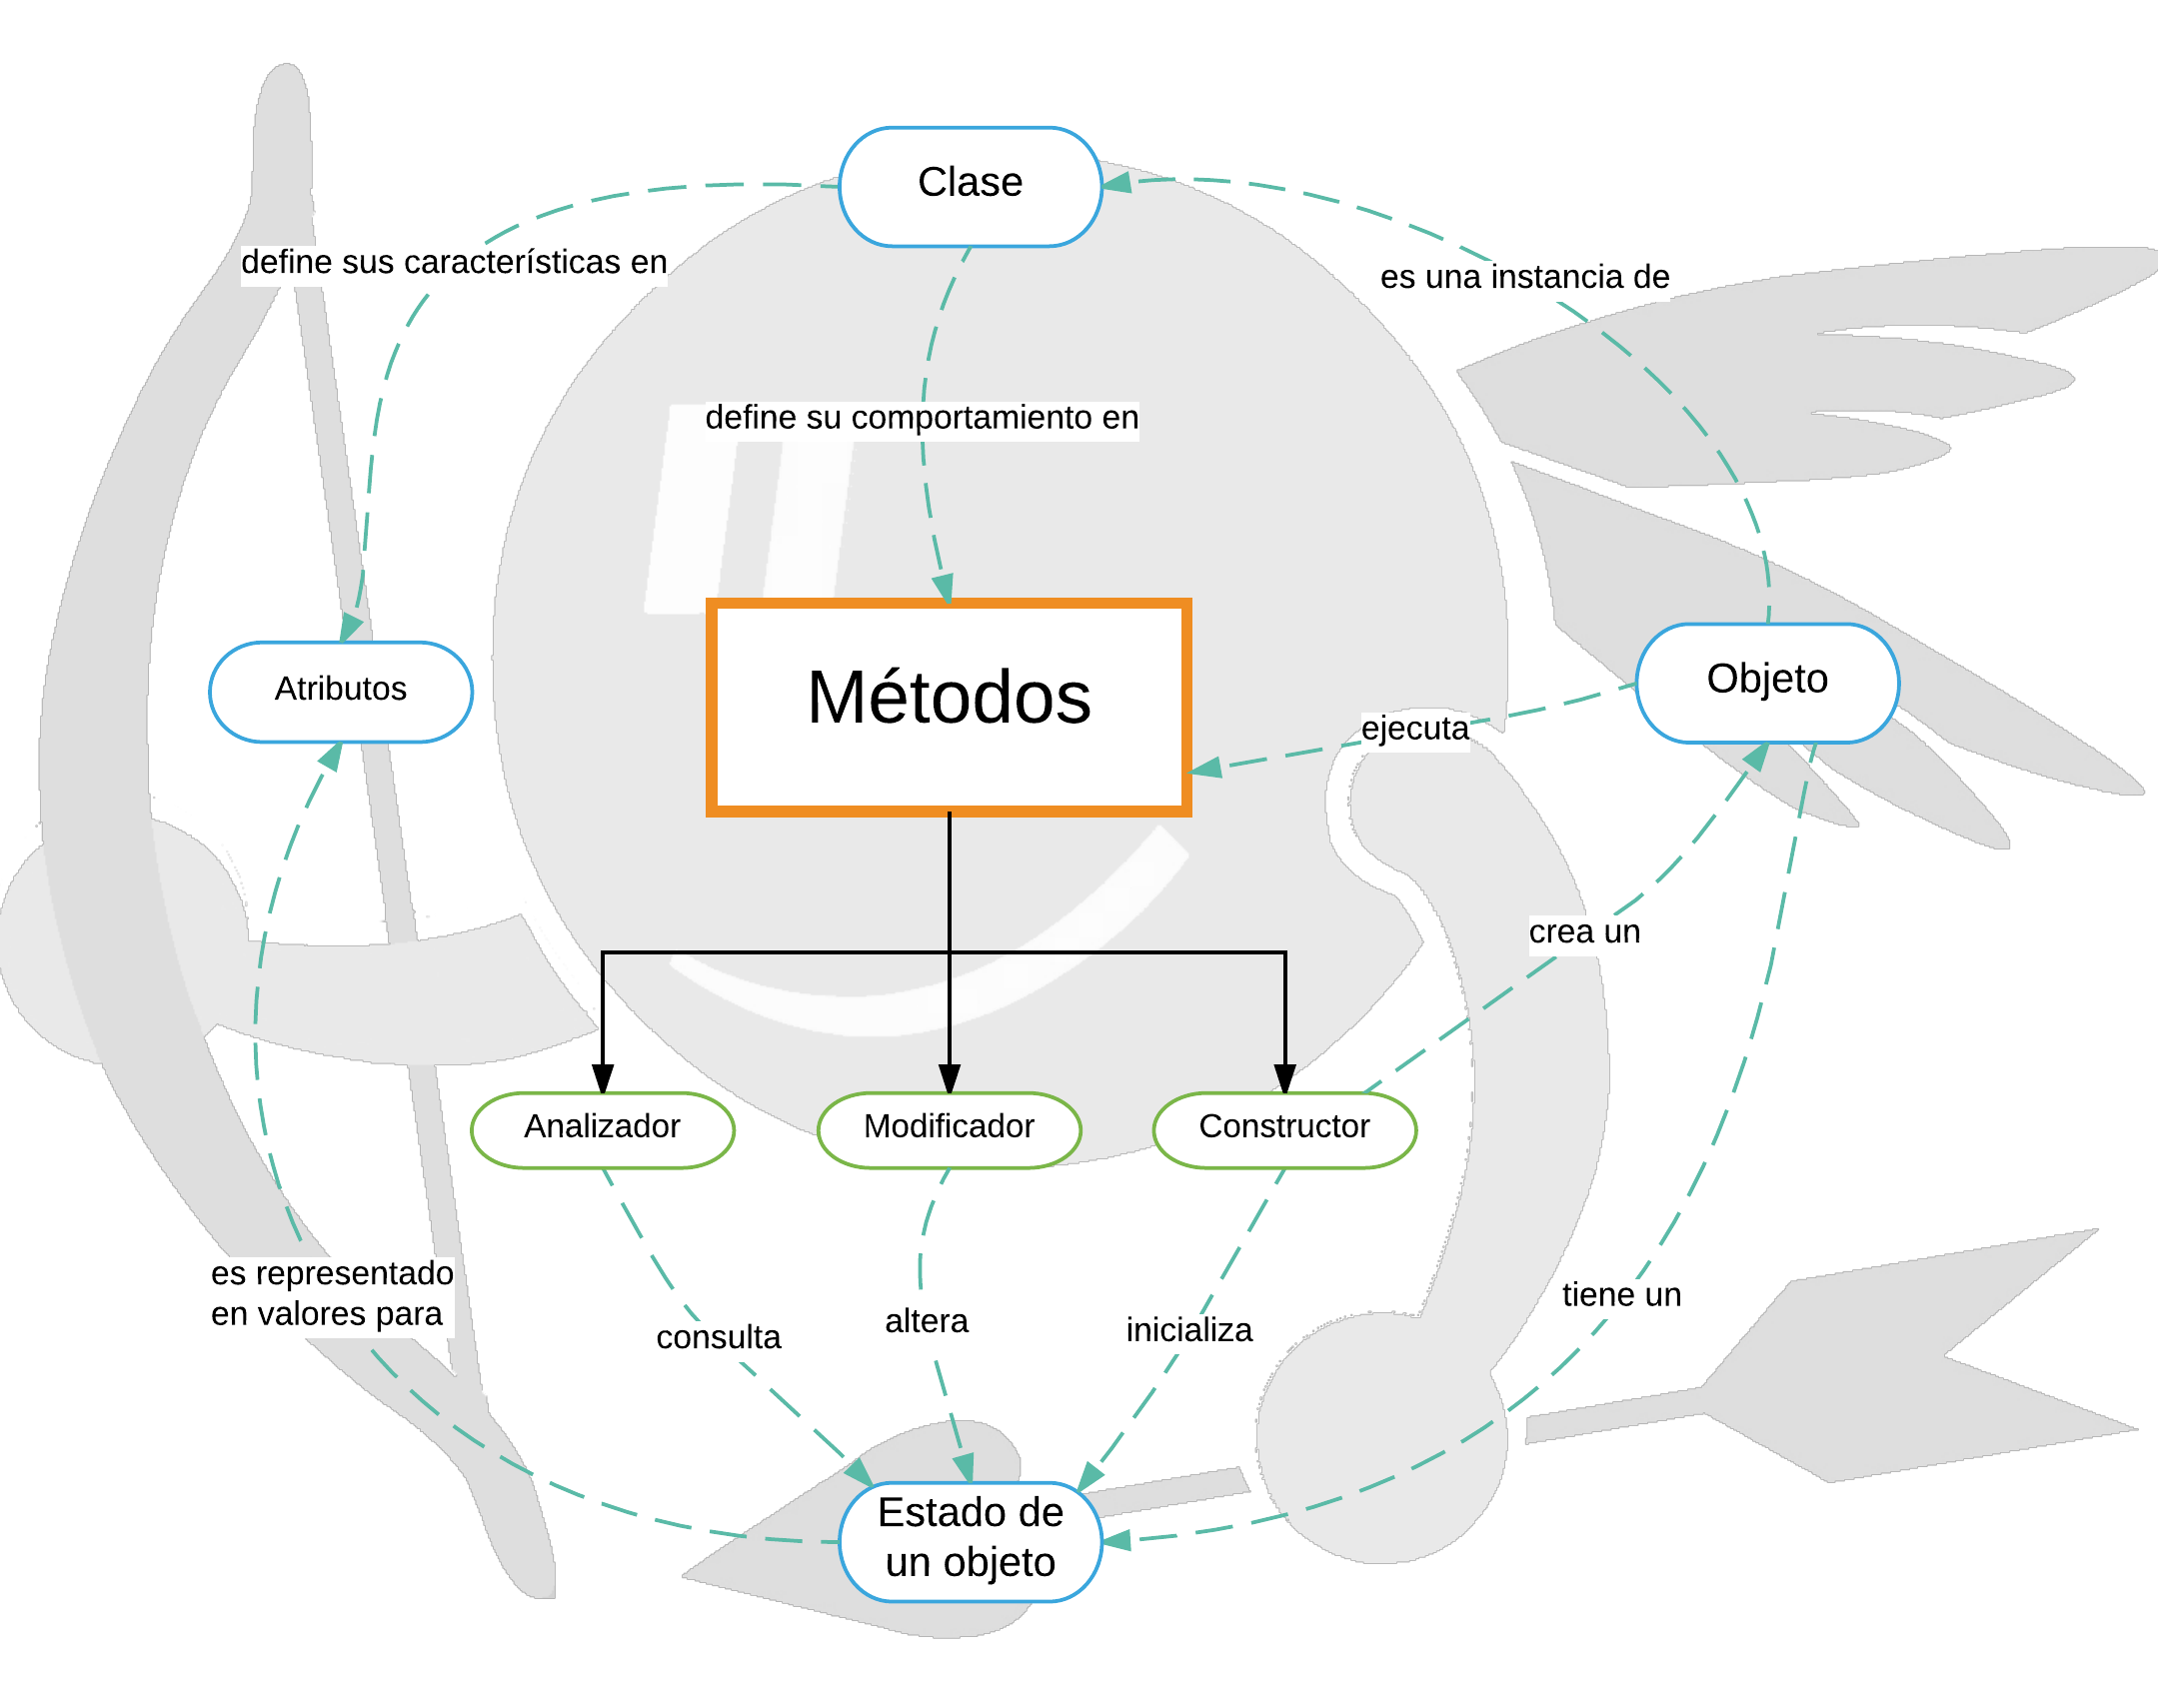 Clase
define sus características en
es una instancia de
define su comportamiento en
Métodos
Atributos
Objeto
ejecuta
crea un
Analizador
Modificador
Constructor
es representado
en valores para
consulta
altera
inicializa
tiene un
Estado de
un objeto